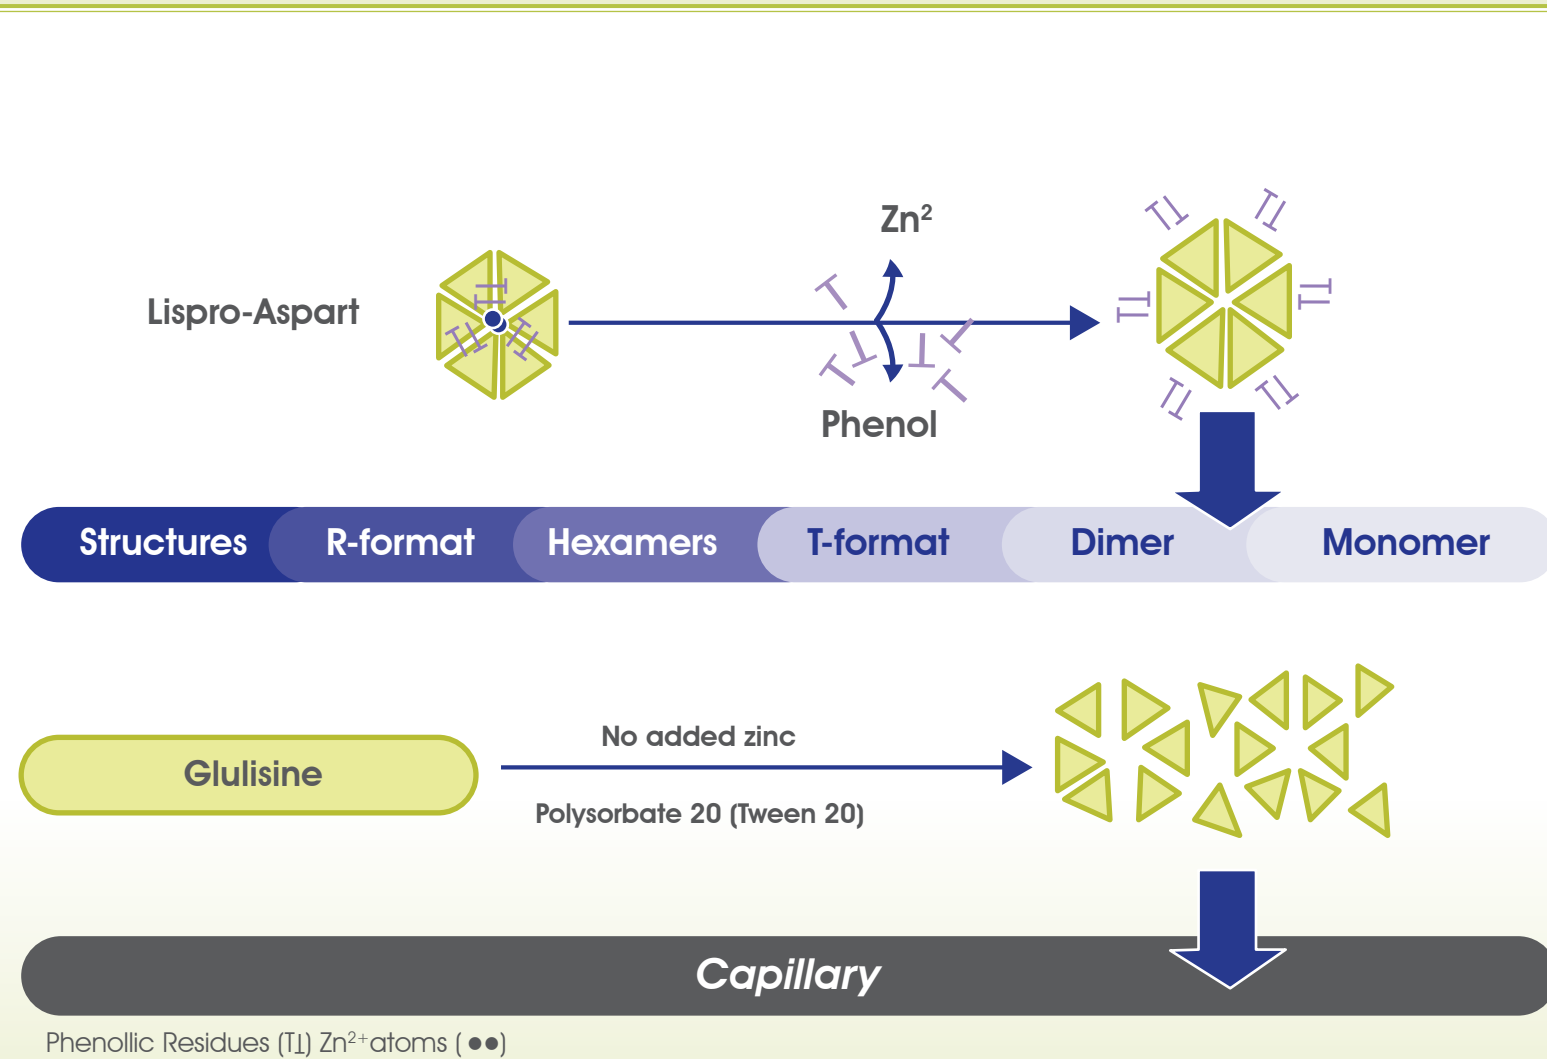 Zn²
Lispro-Aspart
Phenol
Structures R-format Hexamers T-format Dimer Monomer
No added zinc
Glulisine
Polysorbate 20 (Tween 20)
Capillary
Phenollic Residues (T⊥) Zn²⁺atoms ( ●●)